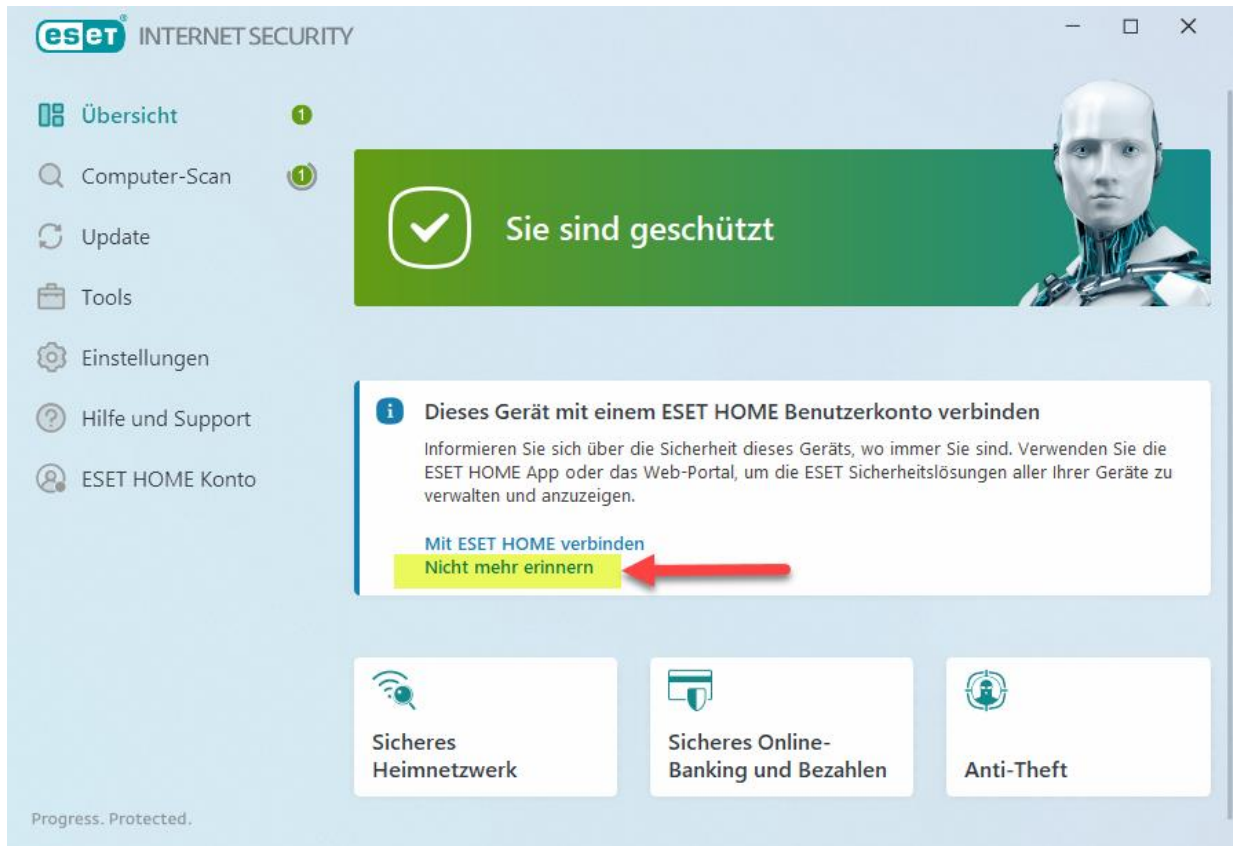 eset INTERNET SECURITY
Übersicht 1
Computer-Scan 1
Update
Tools
Einstellungen
Hilfe und Support
ESET HOME Konto
Sie sind geschützt
Dieses Gerät mit einem ESET HOME Benutzerkonto verbinden
Informieren Sie sich über die Sicherheit dieses Geräts, wo immer Sie sind. Verwenden Sie die
ESET HOME App oder das Web-Portal, um die ESET Sicherheitslösungen aller Ihrer Geräte zu
verwalten und anzuzeigen.
Mit ESET HOME verbinden
Nicht mehr erinnern
Sicheres
Heimnetzwerk
Sicheres Online-
Banking und Bezahlen
Anti-Theft
Progress. Protected.